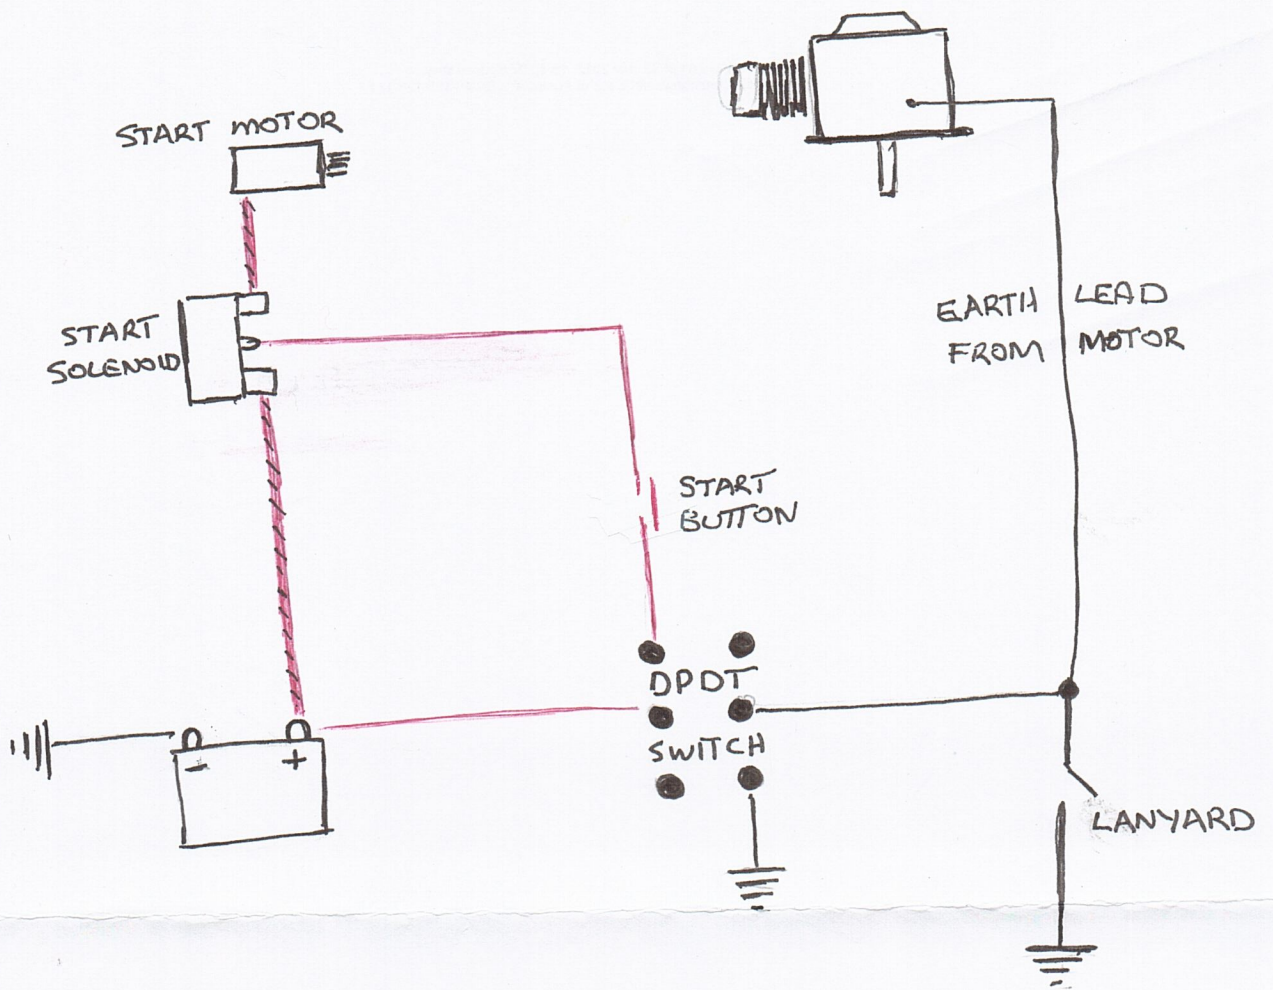 START MOTOR
START
SOLENOID
EARTH LEAD
FROM MOTOR
START
BUTTON
DPDT
SWITCH
- +
LANYARD